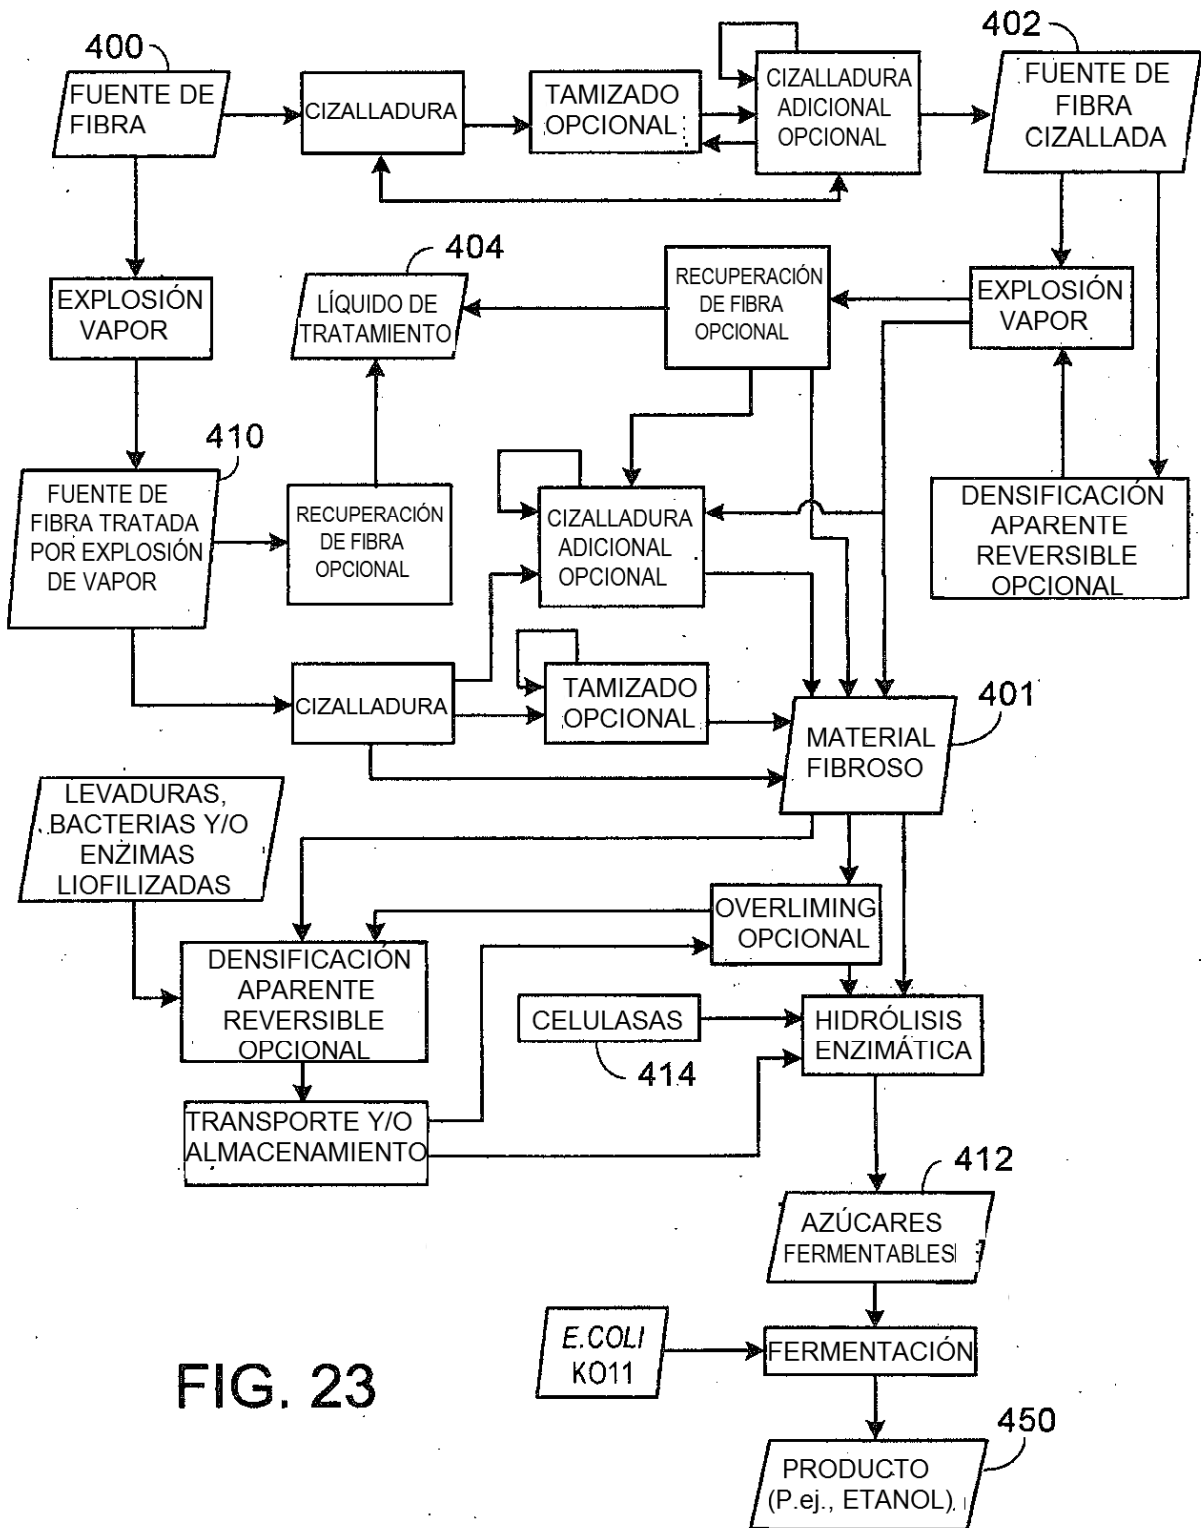 400
FUENTE DE
FIBRA
CIZALLADURA
TAMIZADO
OPCIONAL
CIZALLADURA
ADICIONAL
OPCIONAL
402
FUENTE DE
FIBRA
CIZALLADA
EXPLOSIÓN
VAPOR
404
LÍQUIDO DE
TRATAMIENTO
RECUPERACIÓN
DE FIBRA
OPCIONAL
EXPLOSIÓN
VAPOR
410
FUENTE DE
FIBRA TRATADA
POR EXPLOSIÓN
DE VAPOR
RECUPERACIÓN
DE FIBRA
OPCIONAL
CIZALLADURA
ADICIONAL
OPCIONAL
DENSIFICACIÓN
APARENTE
REVERSIBLE
OPCIONAL
CIZALLADURA
TAMIZADO
OPCIONAL
401
MATERIAL
FIBROSO
LEVADURAS,
BACTERIAS Y/O
ENZIMAS
LIOFILIZADAS
OVERLIMING
OPCIONAL
DENSIFICACIÓN
APARENTE
REVERSIBLE
OPCIONAL
CELULASAS
414
HIDRÓLISIS
ENZIMÁTICA
TRANSPORTE Y/O
ALMACENAMIENTO
412
AZÚCARES
FERMENTABLES
E.COLI
KO11
FERMENTACIÓN
FIG. 23
450
PRODUCTO
(P.ej., ETANOL)